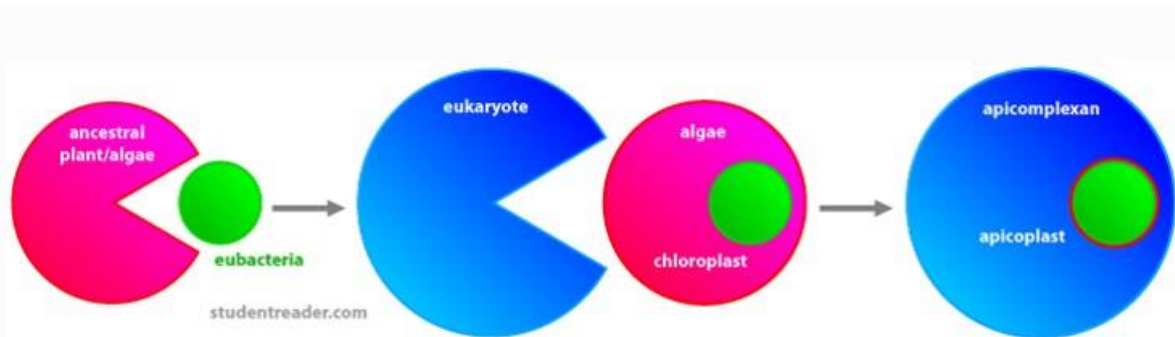 ancestral
plant/algae
eubacteria
studentreader.com
eukaryote
algae
chloroplast
apicomplexan
apicoplast